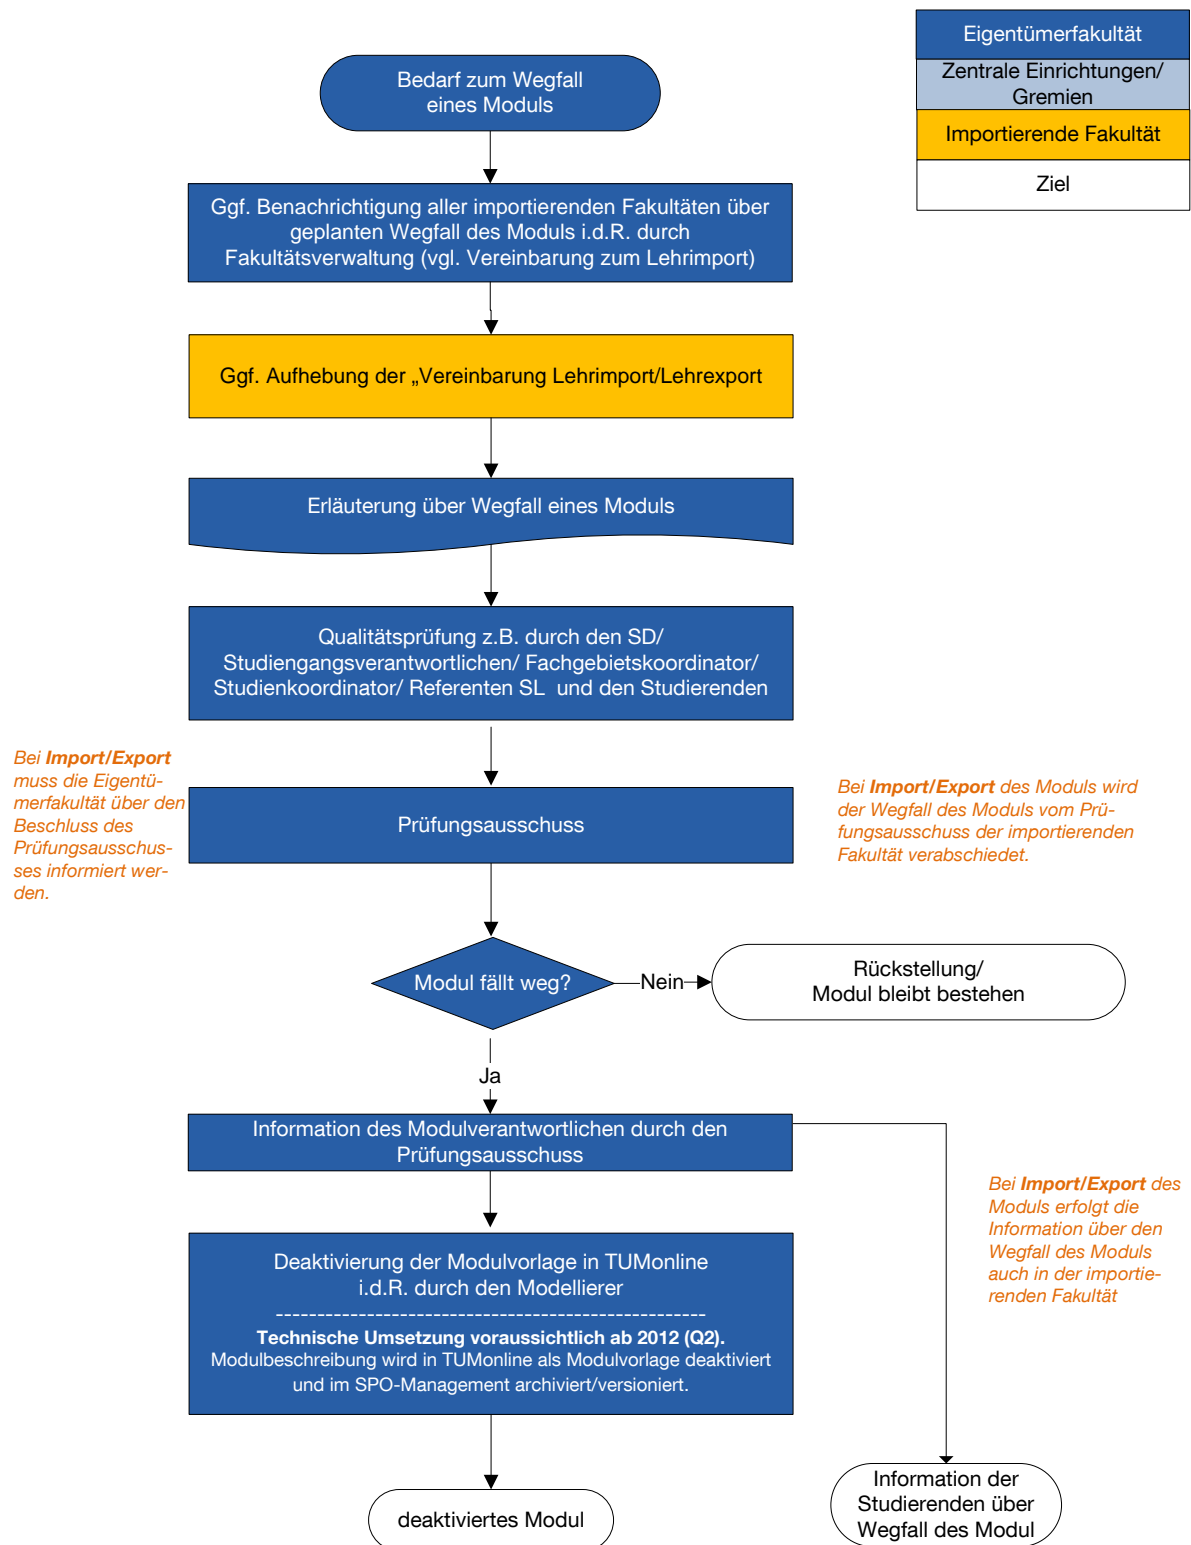 Eigentümerfakultät
Zentrale Einrichtungen/
Gremien
Importierende Fakultät
Ziel
Bedarf zum Wegfall
eines Moduls
Ggf. Benachrichtigung aller importierenden Fakultäten über
geplanten Wegfall des Moduls i.d.R. durch
Fakultätsverwaltung (vgl. Vereinbarung zum Lehrimport)
Ggf. Aufhebung der „Vereinbarung Lehrimport/Lehrexport
Erläuterung über Wegfall eines Moduls
Qualitätsprüfung z.B. durch den SD/
Studiengangsverantwortlichen/ Fachgebietskoordinator/
Studienkoordinator/ Referenten SL und den Studierenden
Bei Import/Export
muss die Eigentü-
merfakultät über den
Beschluss des
Prüfungsausschus-
ses informiert wer-
den.
Prüfungsausschuss
Bei Import/Export des Moduls wird
der Wegfall des Moduls vom Prü-
fungsausschuss der importierenden
Fakultät verabschiedet.
Modul fällt weg?
Nein
Rückstellung/
Modul bleibt bestehen
Ja
Information des Modulverantwortlichen durch den
Prüfungsausschuss
Bei Import/Export des
Moduls erfolgt die
Information über den
Wegfall des Moduls
auch in der importie-
renden Fakultät
Deaktivierung der Modulvorlage in TUMonline
i.d.R. durch den Modellierer
----------------------------------------------------
Technische Umsetzung voraussichtlich ab 2012 (Q2).
Modulbeschreibung wird in TUMonline als Modulvorlage deaktiviert
und im SPO-Management archiviert/versioniert.
deaktiviertes Modul
Information der
Studierenden über
Wegfall des Modul